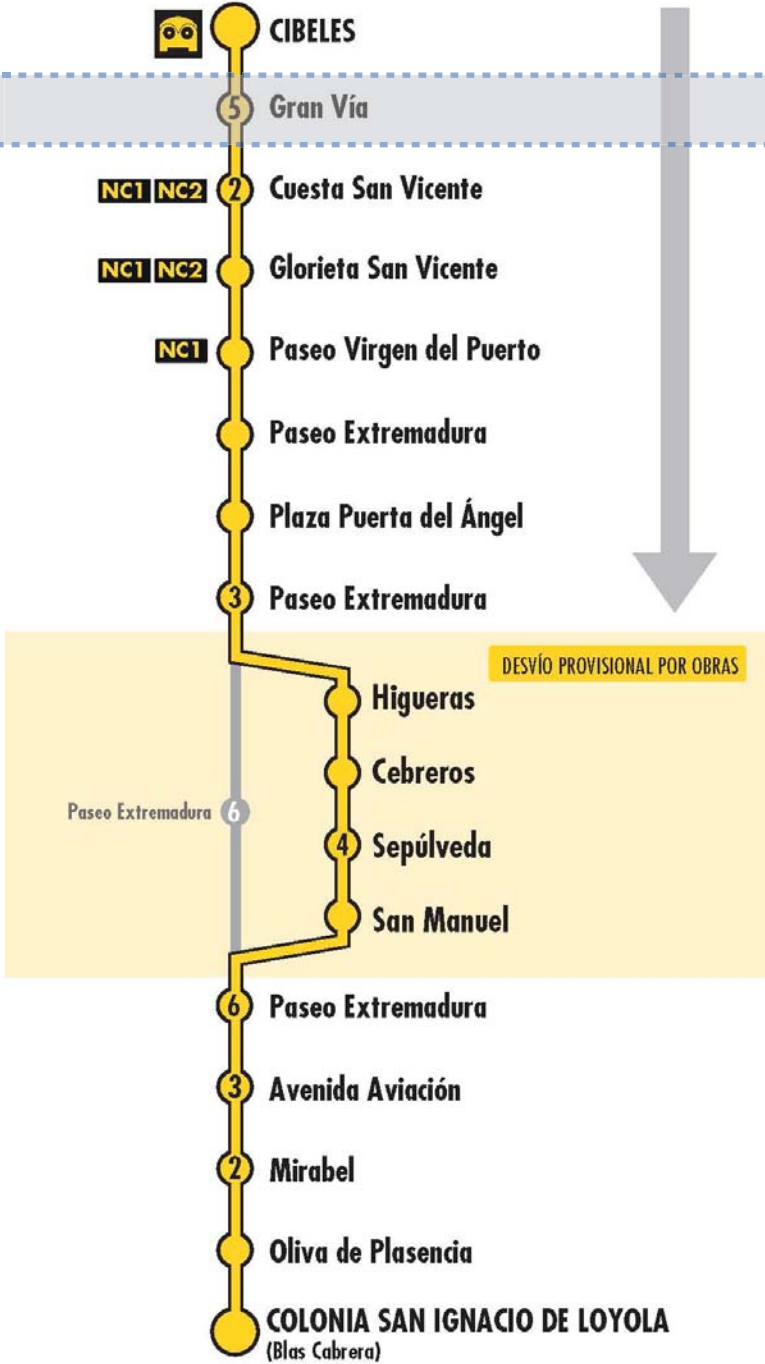 CIBELES
5 Gran Vía
NC1 NC2 2 Cuesta San Vicente
NC1 NC2 Glorieta San Vicente
NC1 Paseo Virgen del Puerto
Paseo Extremadura
Plaza Puerta del Ángel
3 Paseo Extremadura
DESVÍO PROVISIONAL POR OBRAS
Higueras
Cebreros
Paseo Extremadura 6
4 Sepúlveda
San Manuel
6 Paseo Extremadura
3 Avenida Aviación
2 Mirabel
Oliva de Plasencia
COLONIA SAN IGNACIO DE LOYOLA
(Blas Cabrera)